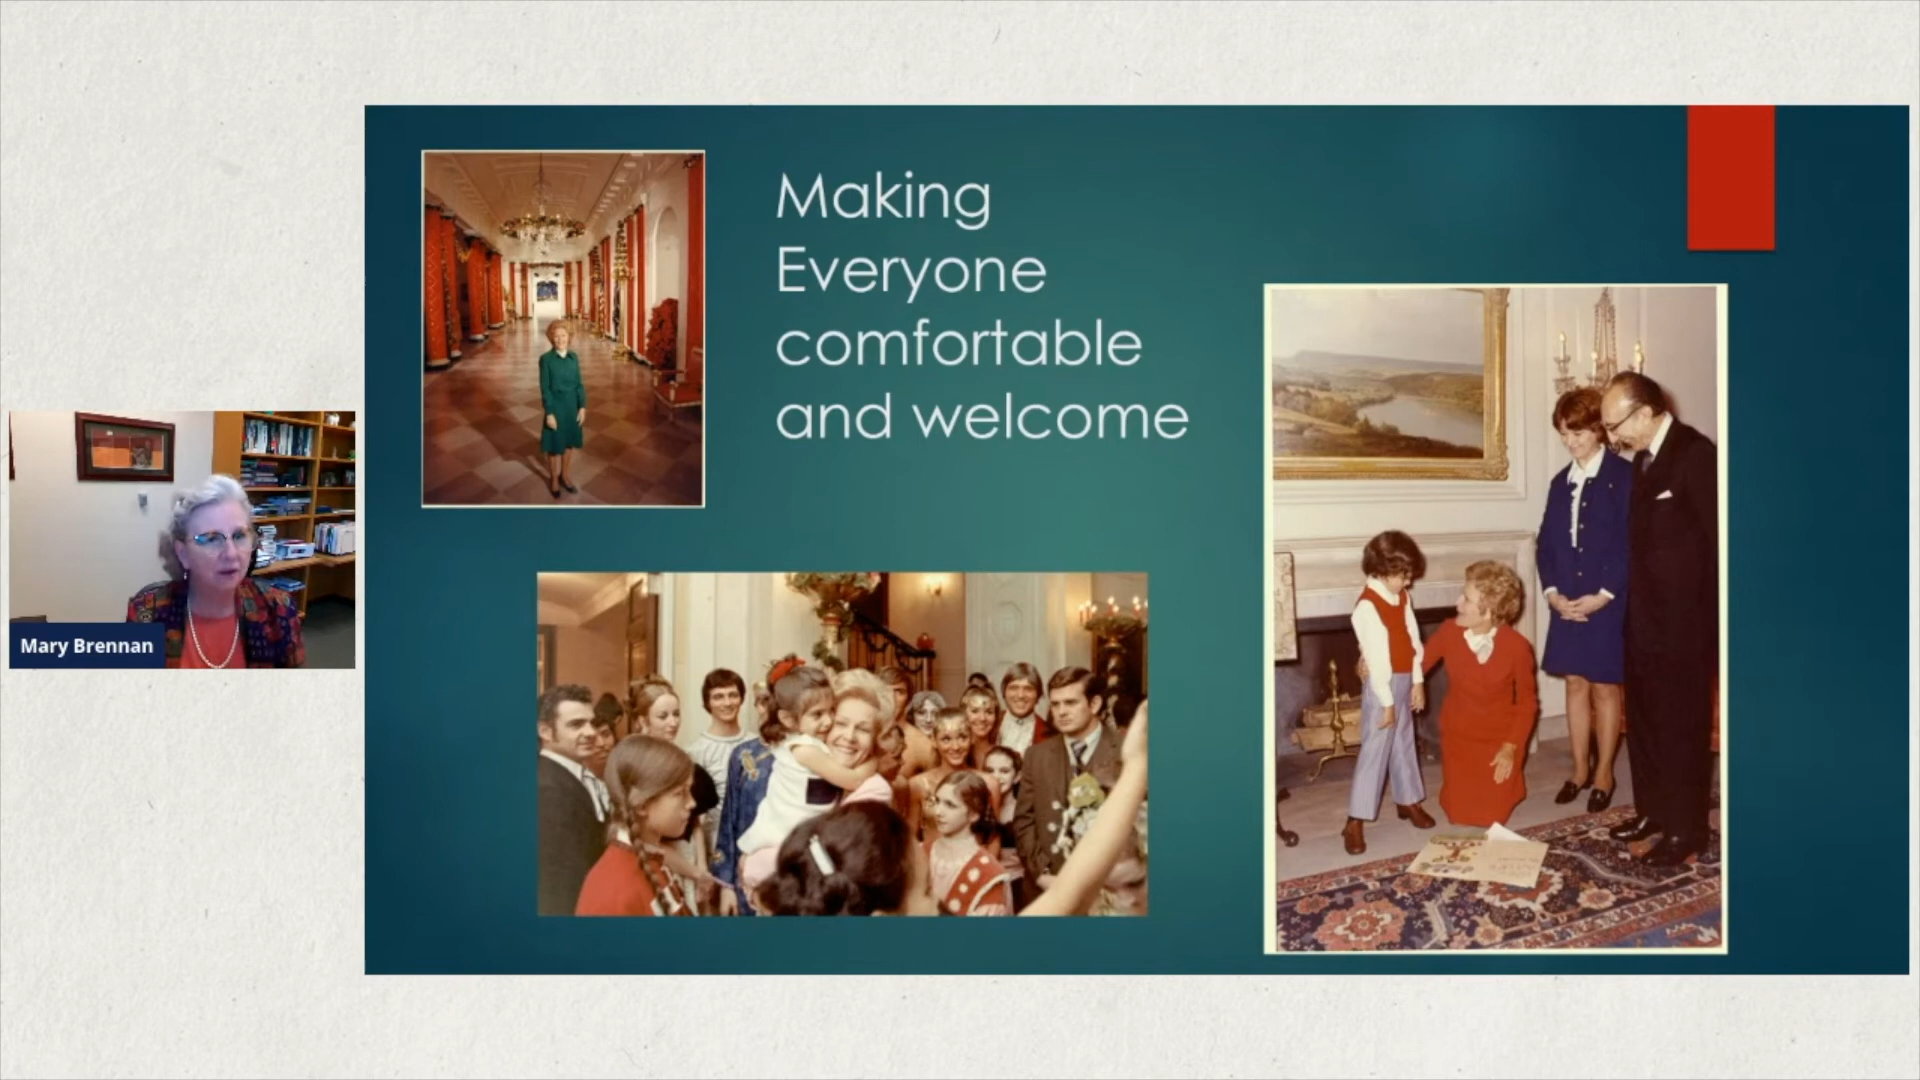 Making
Everyone
comfortable
and welcome
Mary Brennan